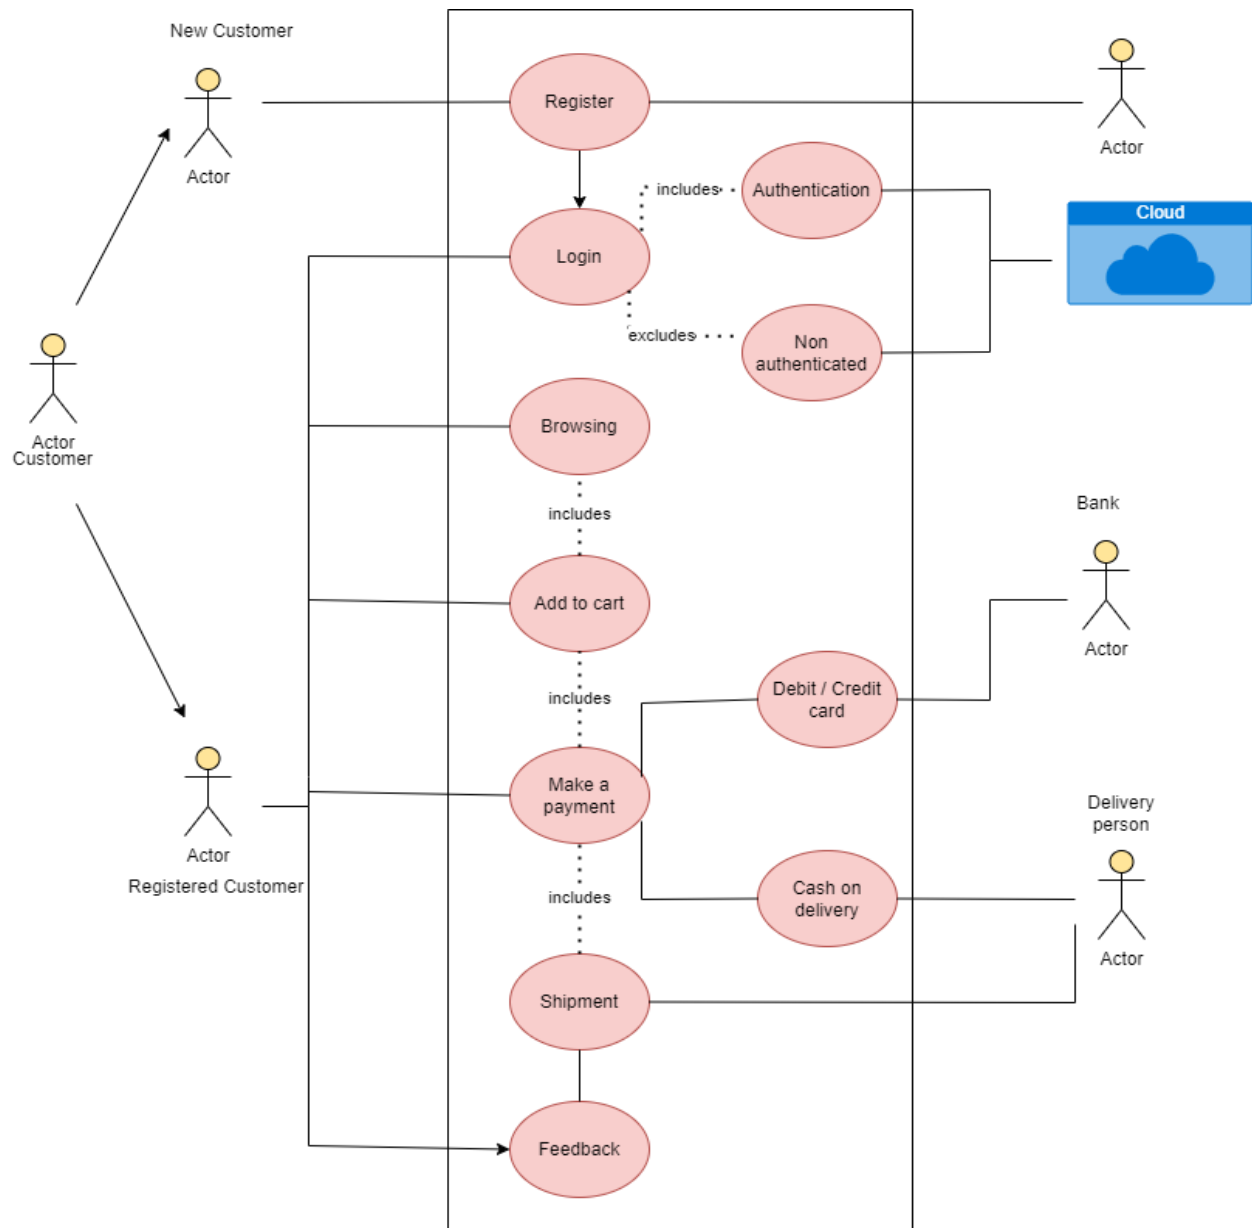 New Customer
Actor
Register
Actor
includes
Authentication
Cloud
Login
excludes
Non
authenticated
Actor
Customer
Browsing
includes
Bank
Add to cart
Actor
includes
Debit / Credit
card
Make a
payment
Actor
Registered Customer
Delivery
person
includes
Cash on
delivery
Actor
Shipment
Feedback